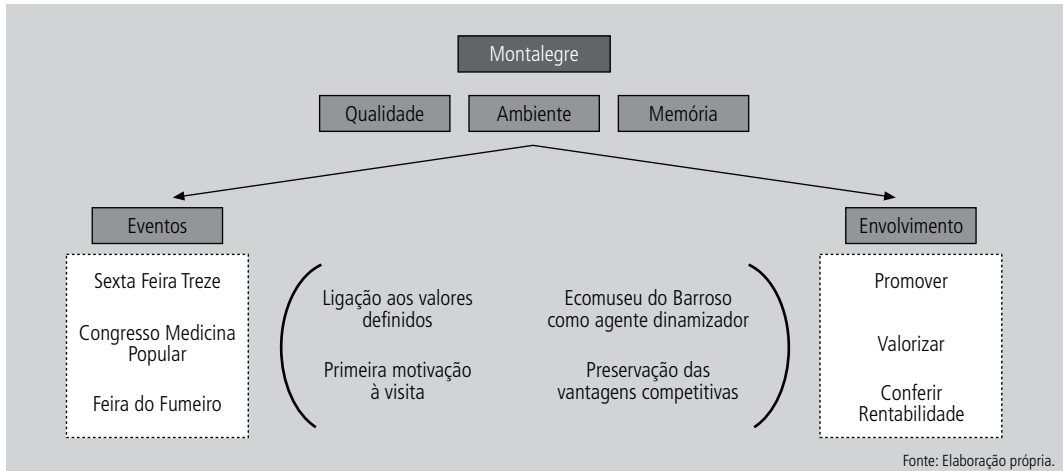 Montalegre
Qualidade
Ambiente
Memória
Eventos
Sexta Feira Treze
Congresso Medicina
Popular
Feira do Fumeiro
Ligação aos valores
definidos
Primeira motivação
à visita
Ecomuseu do Barroso
como agente dinamizador
Preservação das
vantagens competitivas
Envolvimento
Promover
Valorizar
Conferir
Rentabilidade
Fonte: Elaboração própria.